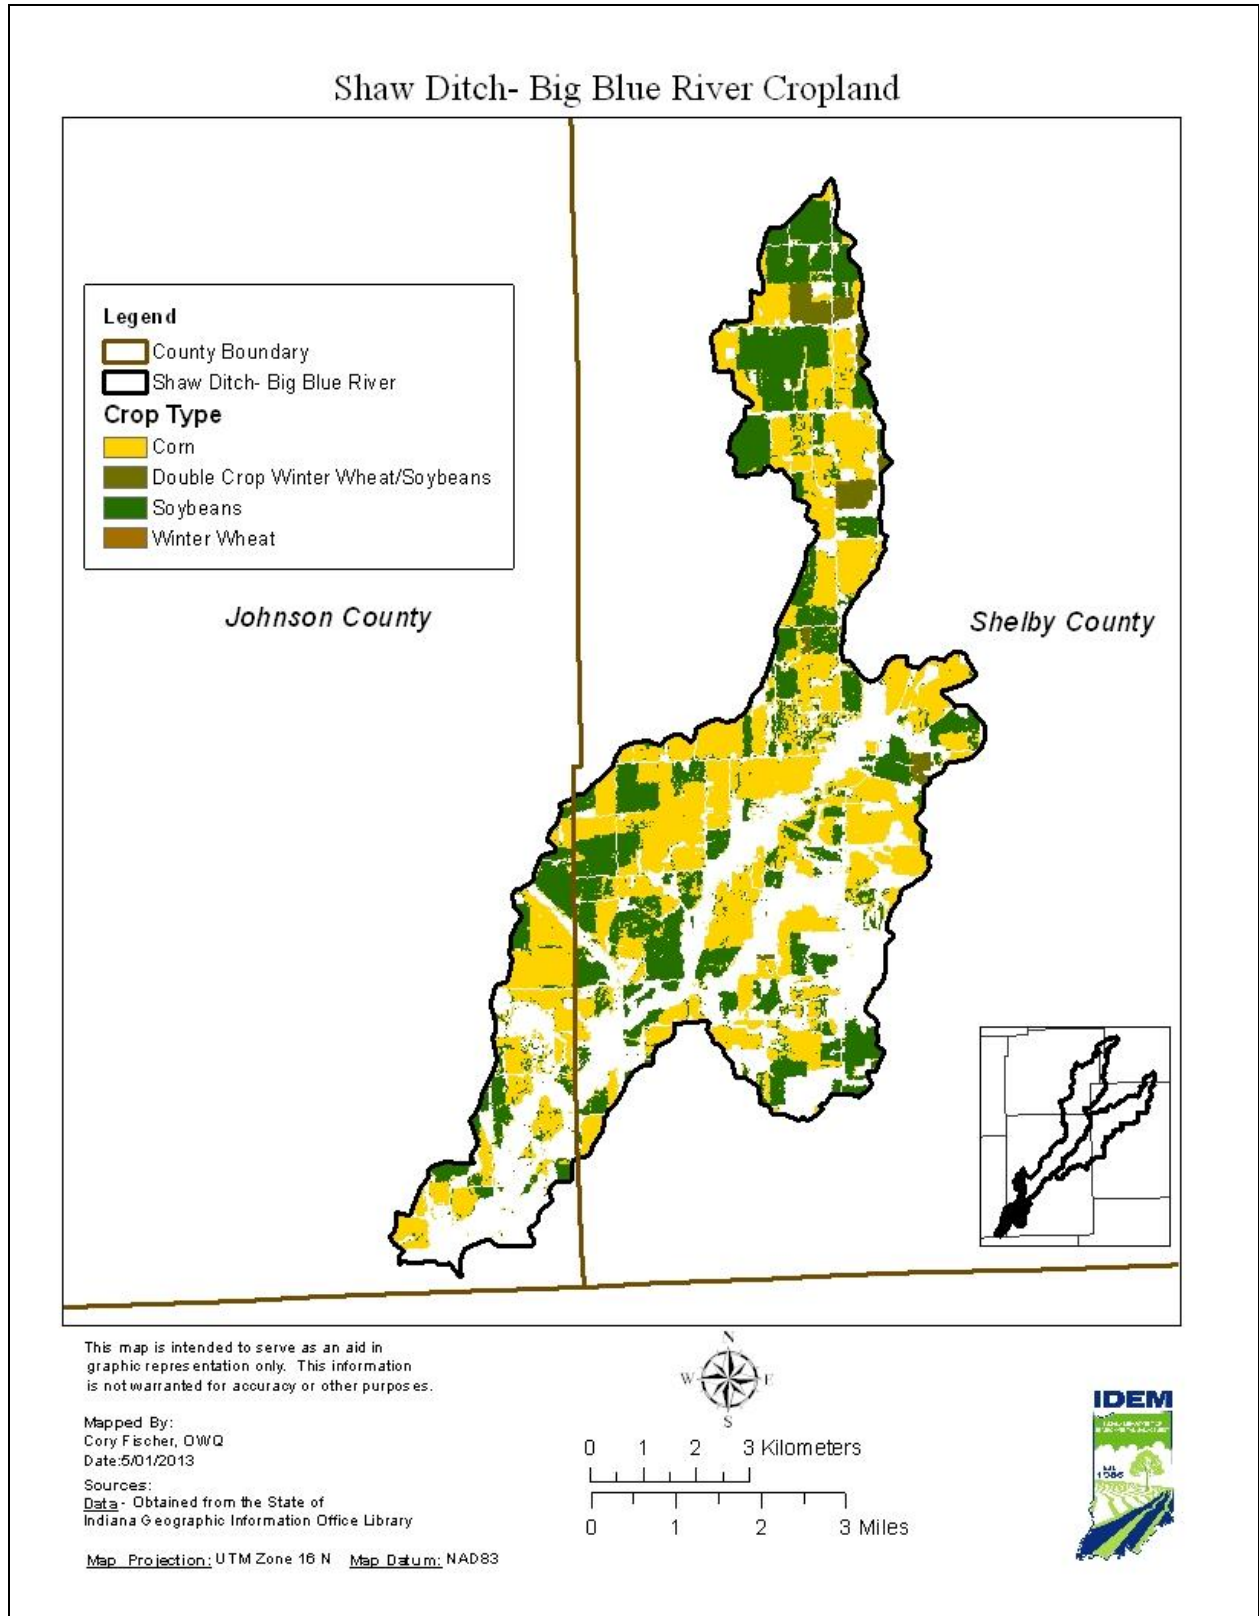 Shaw Ditch- Big Blue River Cropland
Legend
County Boundary
Shaw Ditch- Big Blue River
Crop Type
Corn
Double Crop Winter Wheat/Soybeans
Soybeans
Winter Wheat
Johnson County
Shelby County
This map is intended to serve as an aid in
graphic representation only. This information
is not warranted for accuracy or other purposes.
Mapped By:
Cory Fischer, OWQ
Date:5/01/2013
Sources:
Data - Obtained from the State of
Indiana Geographic Information Office Library
Map Projection: UTM Zone 16 N Map Datum: NAD83
N
W E
S
0 1 2 3 Kilometers
0 1 2 3 Miles
IDEM
1986